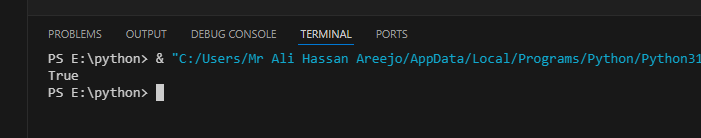 PROBLEMS OUTPUT DEBUG CONSOLE TERMINAL PORTS
PS E:\python> & "C:/Users/Mr Ali Hassan Areejo/AppData/Local/Programs/Python/Python31
True
PS E:\python>